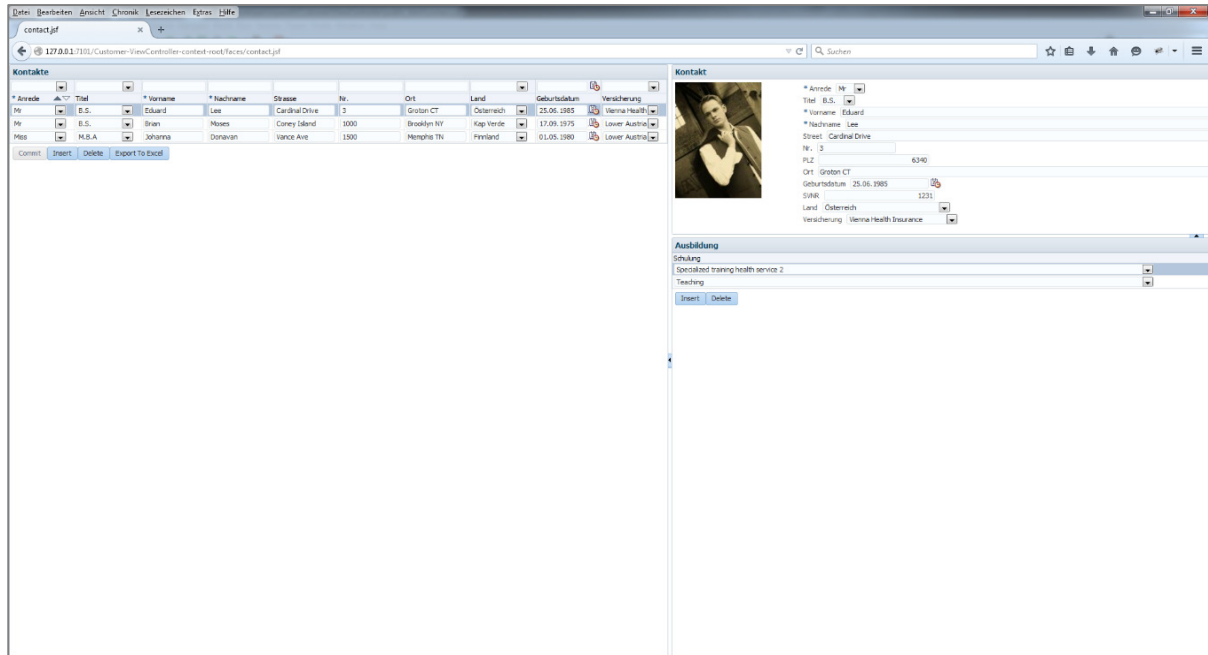 Datei Bearbeiten Ansicht Chronik Lesezeichen Extras Hilfe
contact.jsf × +
127.0.0.1:7101/Customer-ViewController-context-root/faces/contact.jsf Suchen
Kontakte
* Anrede Titel * Vorname * Nachname Strasse Nr. Ort Land Geburtsdatum Versicherung
Mr B.S. Eduard Lee Cardinal Drive 3 Groton CT Österreich 25.06.1985 Vienna Health
Mr B.S. Brian Moses Coney Island 1000 Brooklyn NY Kap Verde 17.09.1975 Lower Austria
Miss M.B.A Johanna Donavan Vance Ave 1500 Memphis TN Finnland 01.05.1980 Lower Austria
Commit Insert Delete Export To Excel
Kontakt
* Anrede Mr
Titel B.S.
* Vorname Eduard
* Nachname Lee
Street Cardinal Drive
Nr. 3
PLZ 6340
Ort Groton CT
Geburtsdatum 25.06.1985
SVNR 1231
Land Österreich
Versicherung Vienna Health Insurance
Ausbildung
Schulung
Specialized training health service 2
Teaching
Insert Delete